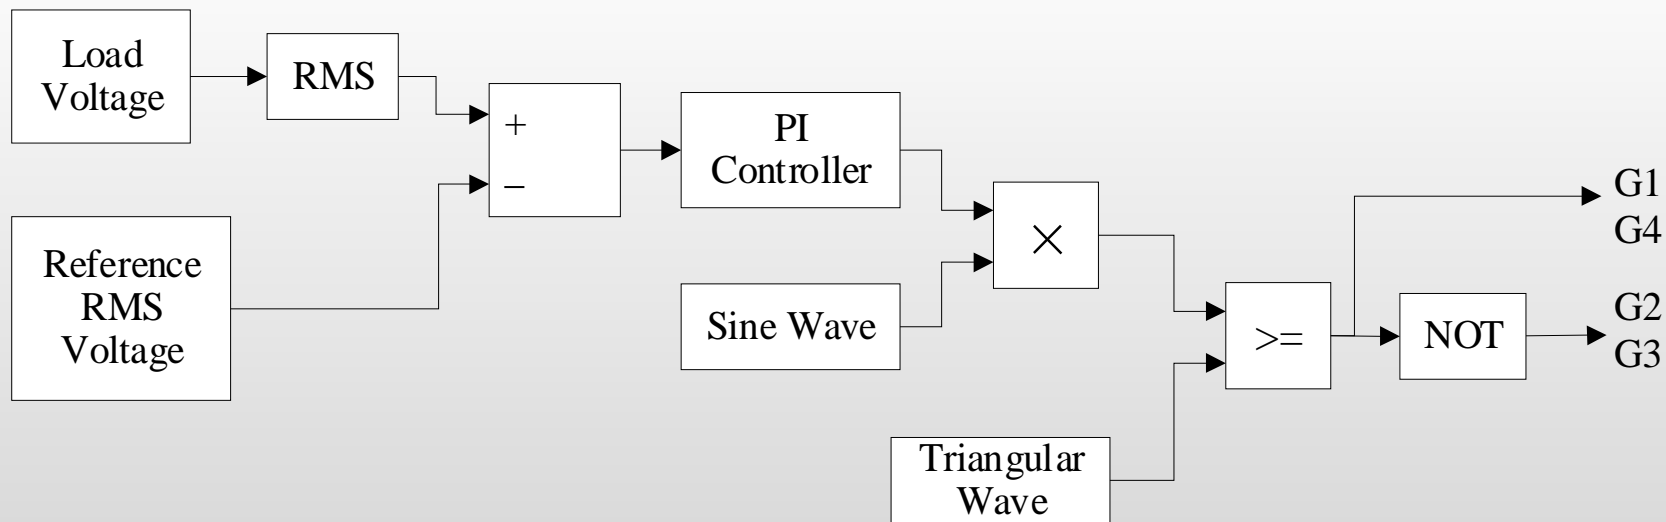 Load
Voltage
RMS
+
–
PI
Controller
Reference
RMS
Voltage
Sine Wave
×
>=
NOT
G1
G4
G2
G3
Triangular
Wave